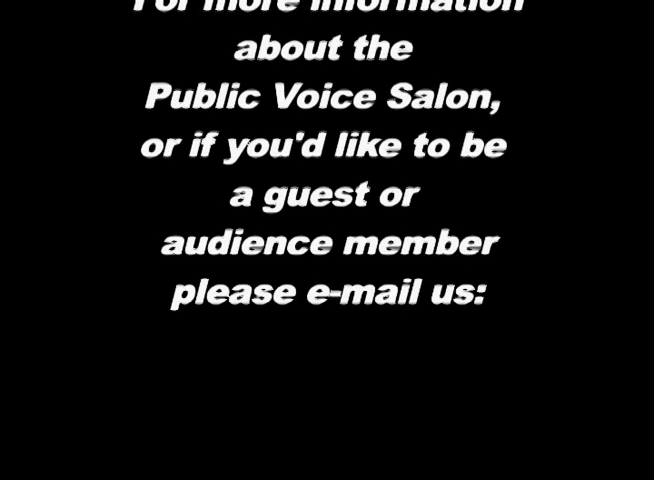 For more information
about the
Public Voice Salon,
or if you'd like to be
a guest or
audience member
please e-mail us: